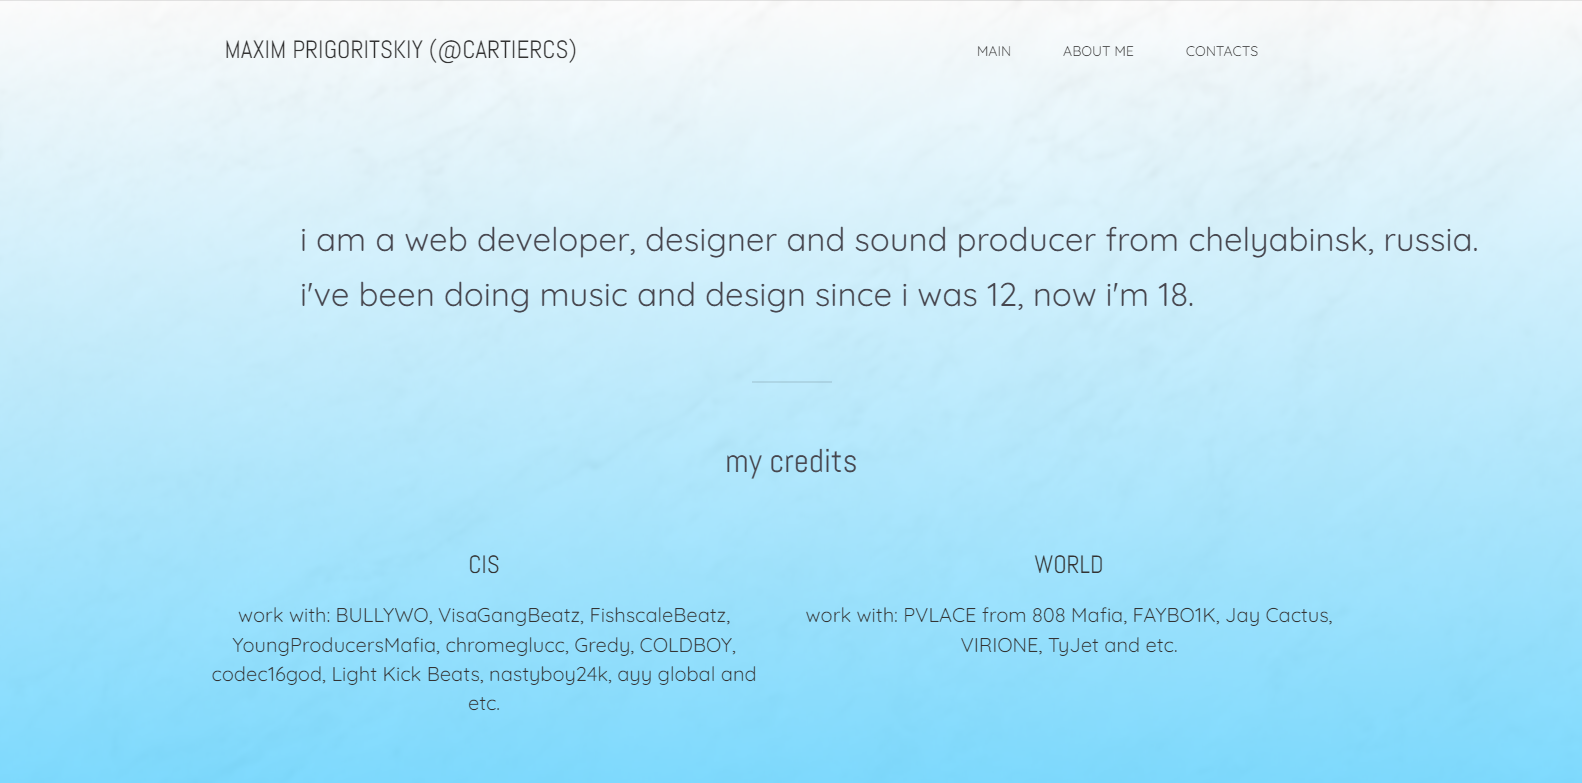 MAXIM PRIGORITSKIY (@CARTIERCS)
MAIN
ABOUT ME
CONTACTS
i am a web developer, designer and sound producer from chelyabinsk, russia.
i've been doing music and design since i was 12, now i'm 18.
my credits
CIS
work with: BULLYWO, VisaGangBeatz, FishscaleBeatz,
YoungProducersMafia, chromeglucc, Gredy, COLDBOY,
codec16god, Light Kick Beats, nastyboy24k, ayy global and
etc.
WORLD
work with: PVLACE from 808 Mafia, FAYBO1K, Jay Cactus,
VIRIONE, TyJet and etc.